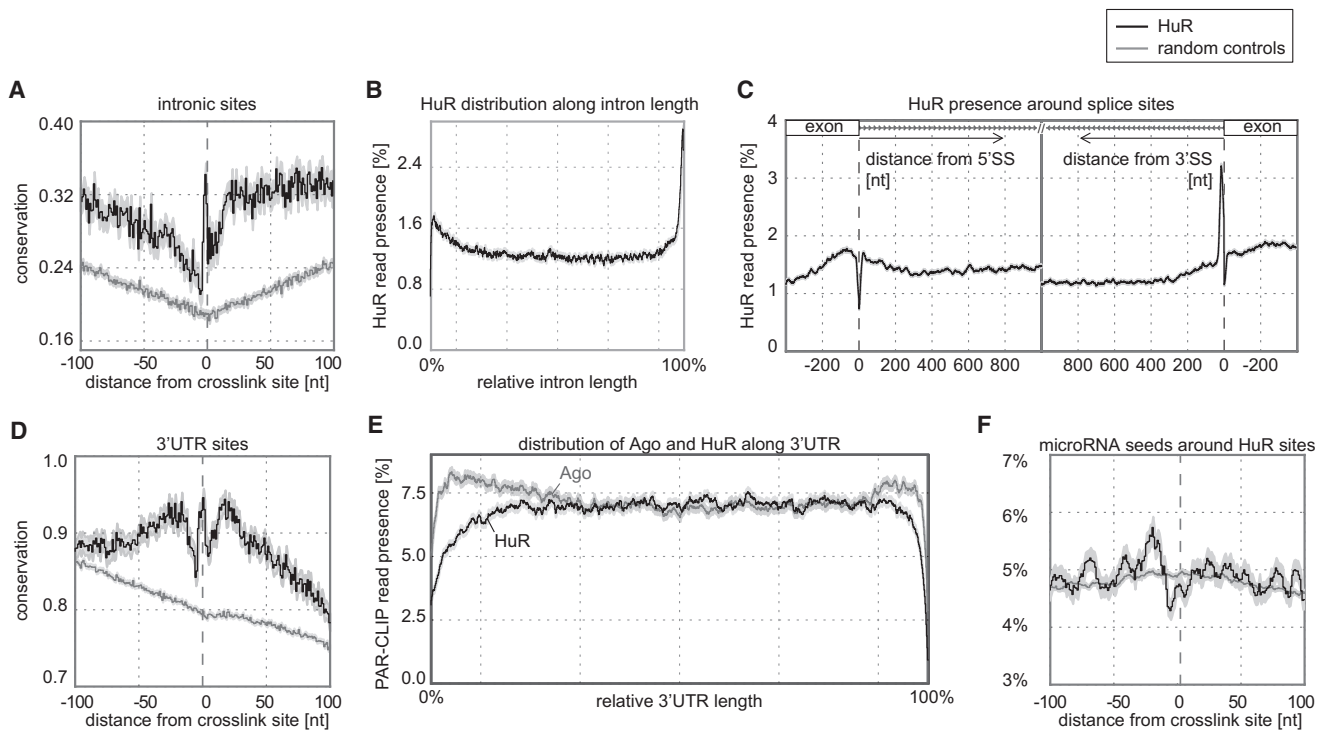 HuR
random controls
A
intronic sites
conservation
0.40
0.32
0.24
0.16
-100
-50
0
50
100
distance from crosslink site [nt]
B
HuR distribution along intron length
HuR read presence [%]
2.4
1.6
0.8
0.0
0%
100%
relative intron length
C
HuR presence around splice sites
HuR read presence [%]
4
3
2
1
0
exon
//
exon
distance from 5'SS
[nt]
distance from 3'SS
[nt]
-200 0 200 400 600 800
800 600 400 200 0 -200
D
3'UTR sites
conservation
1.0
0.9
0.8
0.7
-100
-50
0
50
100
distance from crosslink site [nt]
E
distribution of Ago and HuR along 3'UTR
PAR-CLIP read presence [%]
7.5
5.0
2.5
0.0
Ago
HuR
0%
100%
relative 3'UTR length
F
microRNA seeds around HuR sites
7%
6%
5%
4%
3%
-100
-50
0
50
100
distance from crosslink site [nt]